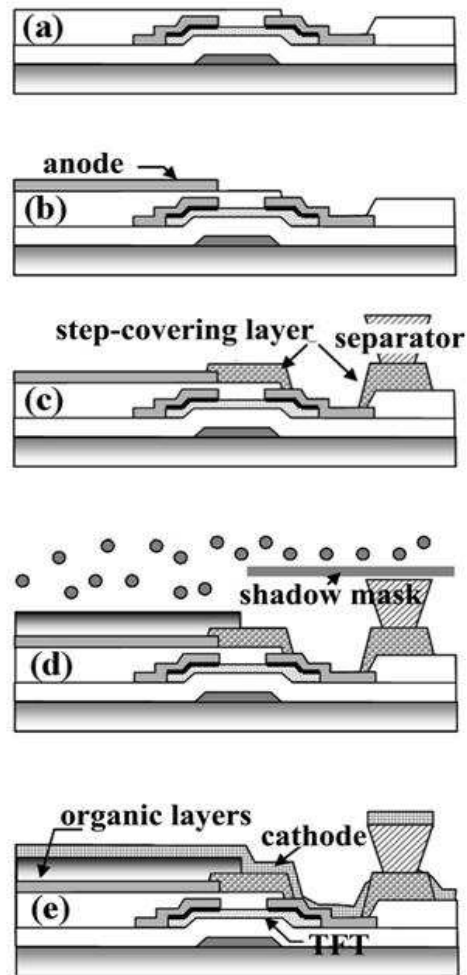 (a)
anode
(b)
step-covering layer
separator
(c)
shadow mask
(d)
organic layers
cathode
(e)
TFT